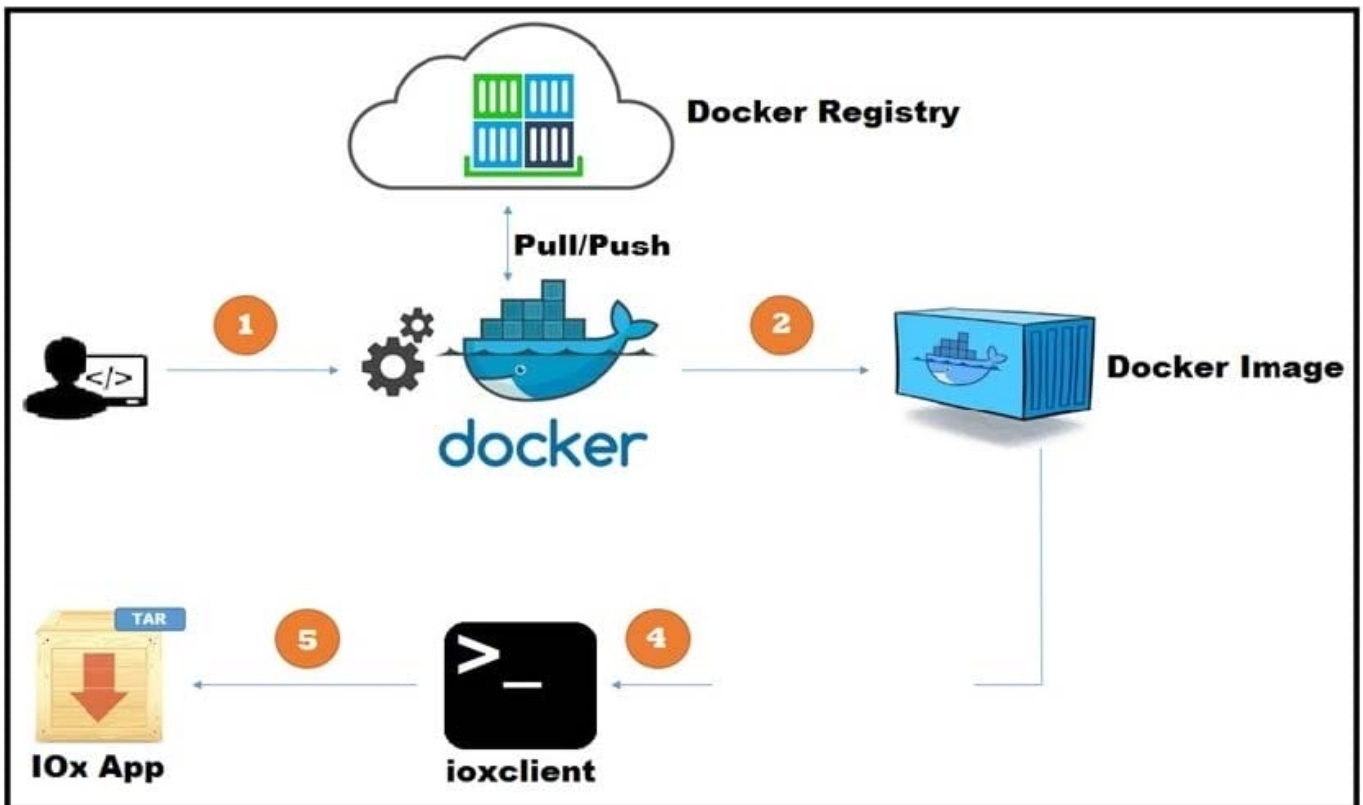 Docker Registry
Pull/Push
1
2
</>
docker
Docker Image
TAR
5
4
>_
IOx App
ioxclient